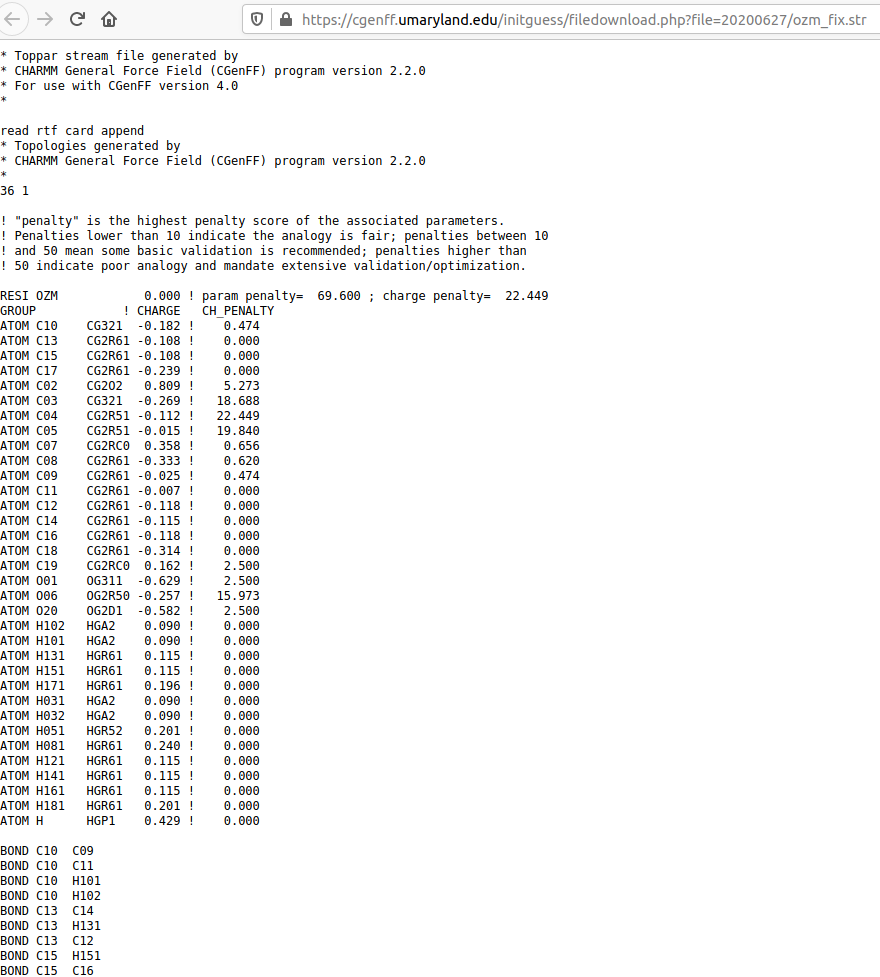 https://cgenff.umaryland.edu/initguess/filedownload.php?file=20200627/ozm_fix.str
* Toppar stream file generated by
* CHARMM General Force Field (CGenFF) program version 2.2.0
* For use with CGenFF version 4.0
*
read rtf card append
* Topologies generated by
* CHARMM General Force Field (CGenFF) program version 2.2.0
*
36 1
! "penalty" is the highest penalty score of the associated parameters.
! Penalties lower than 10 indicate the analogy is fair; penalties between 10
! and 50 mean some basic validation is recommended; penalties higher than
! 50 indicate poor analogy and mandate extensive validation/optimization.
RESI OZM            0.000 ! param penalty=  69.600 ; charge penalty=  22.449
GROUP            ! CHARGE   CH_PENALTY
ATOM C10    CG321  -0.182 !    0.474
ATOM C13    CG2R61 -0.108 !    0.000
ATOM C15    CG2R61 -0.108 !    0.000
ATOM C17    CG2R61 -0.239 !    0.000
ATOM C02    CG2O2   0.809 !    5.273
ATOM C03    CG321  -0.269 !   18.688
ATOM C04    CG2R51 -0.112 !   22.449
ATOM C05    CG2R51 -0.015 !   19.840
ATOM C07    CG2RC0  0.358 !    0.656
ATOM C08    CG2R61 -0.333 !    0.620
ATOM C09    CG2R61 -0.025 !    0.474
ATOM C11    CG2R61 -0.007 !    0.000
ATOM C12    CG2R61 -0.118 !    0.000
ATOM C14    CG2R61 -0.115 !    0.000
ATOM C16    CG2R61 -0.118 !    0.000
ATOM C18    CG2R61 -0.314 !    0.000
ATOM C19    CG2RC0  0.162 !    2.500
ATOM O01    OG311  -0.629 !    2.500
ATOM O06    OG2R50 -0.257 !   15.973
ATOM O20    OG2D1  -0.582 !    2.500
ATOM H102   HGA2    0.090 !    0.000
ATOM H101   HGA2    0.090 !    0.000
ATOM H131   HGR61   0.115 !    0.000
ATOM H151   HGR61   0.115 !    0.000
ATOM H171   HGR61   0.196 !    0.000
ATOM H031   HGA2    0.090 !    0.000
ATOM H032   HGA2    0.090 !    0.000
ATOM H051   HGR52   0.201 !    0.000
ATOM H081   HGR61   0.240 !    0.000
ATOM H121   HGR61   0.115 !    0.000
ATOM H141   HGR61   0.115 !    0.000
ATOM H161   HGR61   0.115 !    0.000
ATOM H181   HGR61   0.201 !    0.000
ATOM H      HGP1    0.429 !    0.000
BOND C10  C09
BOND C10  C11
BOND C10  H101
BOND C10  H102
BOND C13  C14
BOND C13  H131
BOND C13  C12
BOND C15  H151
BOND C15  C16